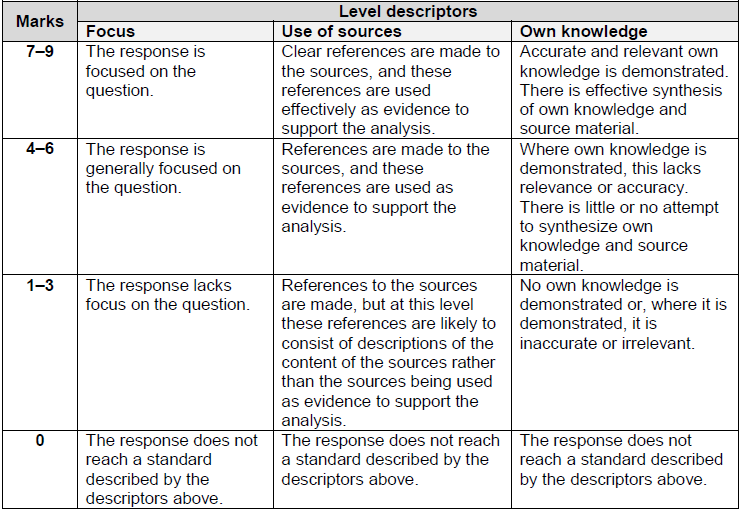 Marks
Level descriptors
Focus
Use of sources
Own knowledge
7–9
The response is
focused on the
question.
Clear references are made to
the sources, and these
references are used
effectively as evidence to
support the analysis.
Accurate and relevant own
knowledge is demonstrated.
There is effective synthesis
of own knowledge and
source material.
4–6
The response is
generally focused on
the question.
References are made to the
sources, and these
references are used as
evidence to support the
analysis.
Where own knowledge is
demonstrated, this lacks
relevance or accuracy.
There is little or no attempt
to synthesize own
knowledge and source
material.
1–3
The response lacks
focus on the question.
References to the sources
are made, but at this level
these references are likely to
consist of descriptions of the
content of the sources rather
than the sources being used
as evidence to support the
analysis.
No own knowledge is
demonstrated or, where it is
demonstrated, it is
inaccurate or irrelevant.
0
The response does not
reach a standard
described by the
descriptors above.
The response does not reach
a standard described by the
descriptors above.
The response does not
reach a standard described
by the descriptors above.